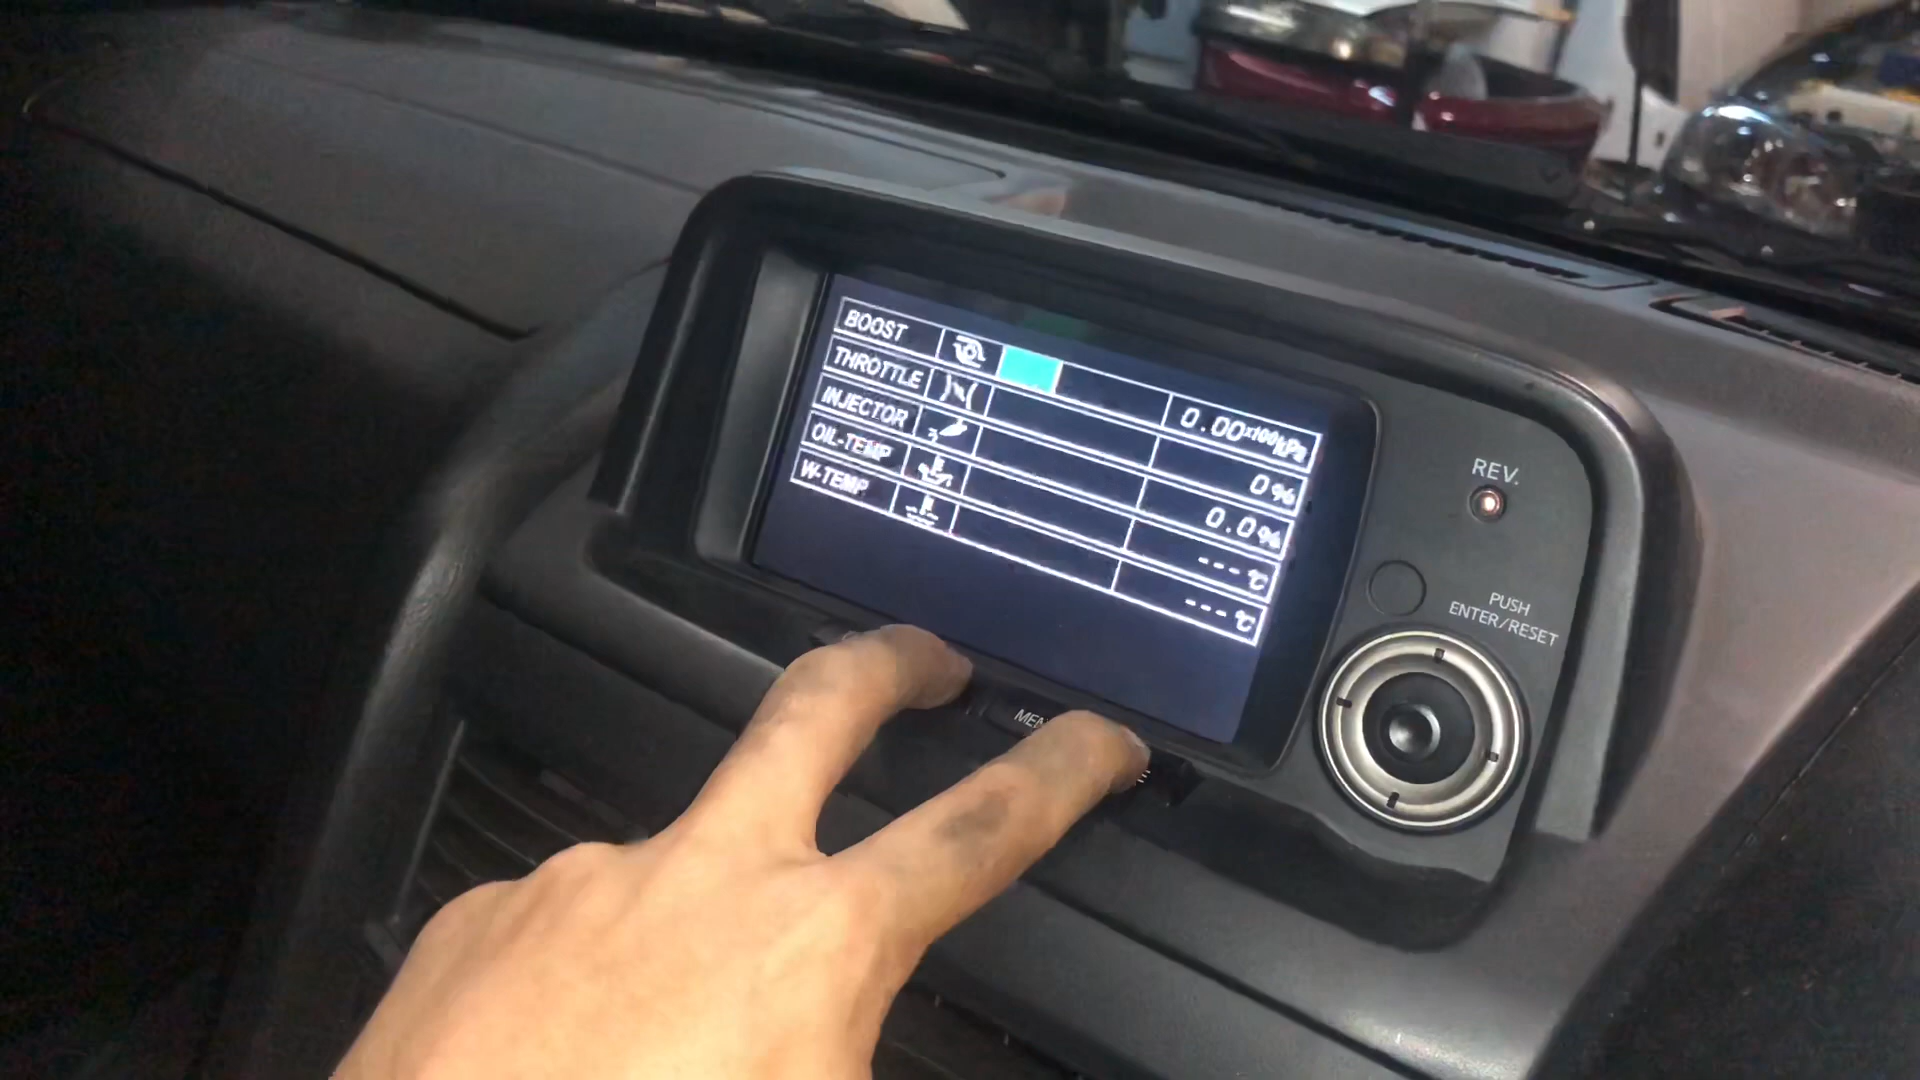 BOOST 0.00x100kPa
THROTTLE 0%
INJECTOR 0.0%
OIL-TEMP ---℃
W-TEMP ---℃
REV.
PUSH
ENTER/RESET